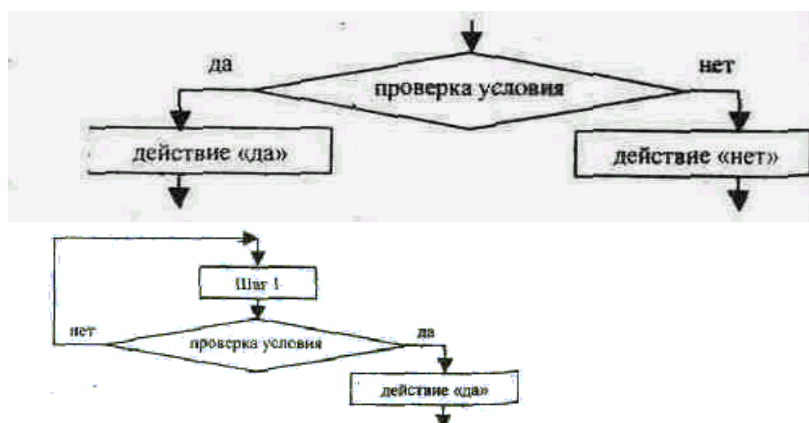 да
нет
проверка условия
действие «да»
действие «нет»
Шаг 1
нет
да
проверка условия
действие «да»